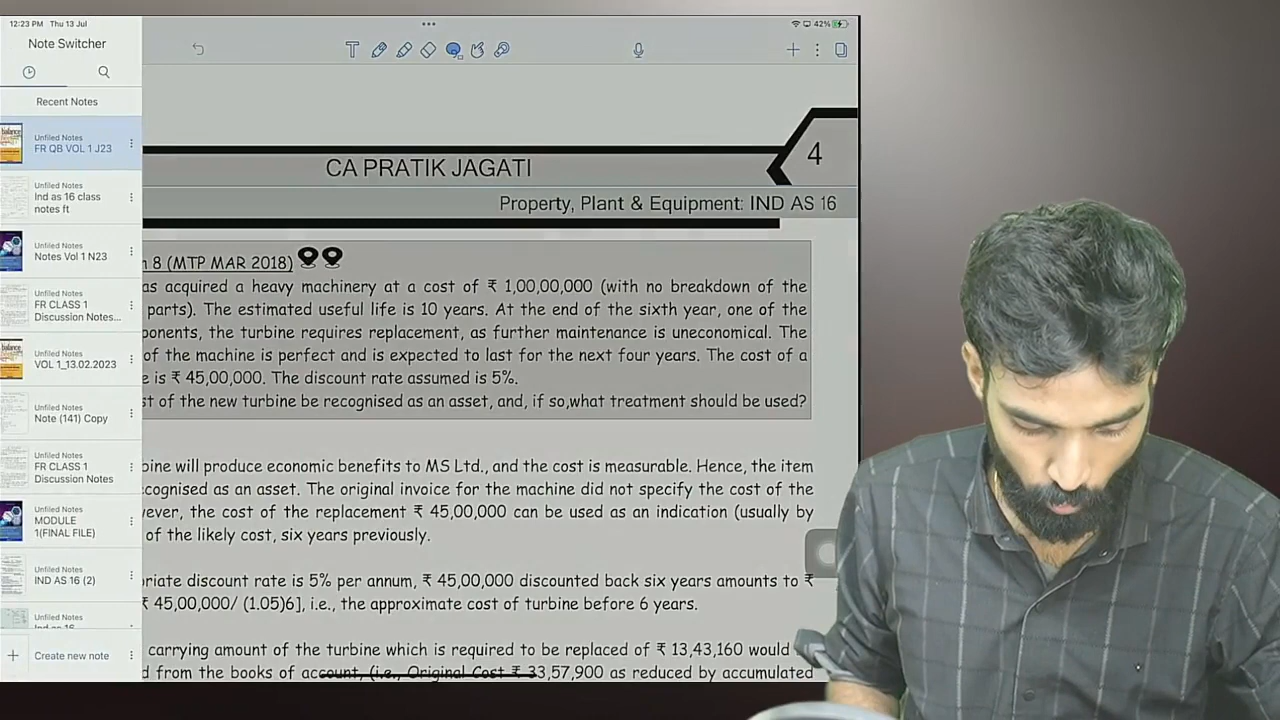 12:23 PM Thu 13 Jul
42%
Note Switcher
Recent Notes
Unfiled Notes
FR QB VOL 1 J23
Unfiled Notes
Ind as 16 class
notes ft
Unfiled Notes
Notes Vol 1 N23
Unfiled Notes
FR CLASS 1
Discussion Notes...
Unfiled Notes
VOL 1_13.02.2023
Unfiled Notes
Note (141) Copy
Unfiled Notes
FR CLASS 1
Discussion Notes
Unfiled Notes
MODULE
1(FINAL FILE)
Unfiled Notes
IND AS 16 (2)
Unfiled Notes
Create new note
4
CA PRATIK JAGATI
Property, Plant & Equipment: IND AS 16
8 (MTP MAR 2018)
as acquired a heavy machinery at a cost of ₹ 1,00,00,000 (with no breakdown of the
parts). The estimated useful life is 10 years. At the end of the sixth year, one of the
ponents, the turbine requires replacement, as further maintenance is uneconomical. The
of the machine is perfect and is expected to last for the next four years. The cost of a
e is ₹ 45,00,000. The discount rate assumed is 5%.
st of the new turbine be recognised as an asset, and, if so,what treatment should be used?
bine will produce economic benefits to MS Ltd., and the cost is measurable. Hence, the item
ecognised as an asset. The original invoice for the machine did not specify the cost of the
vever, the cost of the replacement ₹ 45,00,000 can be used as an indication (usually by
of the likely cost, six years previously.
priate discount rate is 5% per annum, ₹ 45,00,000 discounted back six years amounts to ₹
₹ 45,00,000/ (1.05)6], i.e., the approximate cost of turbine before 6 years.
carrying amount of the turbine which is required to be replaced of ₹ 13,43,160 would
d from the books of account, (i.e., Original Cost ₹ 33,57,900 as reduced by accumulated